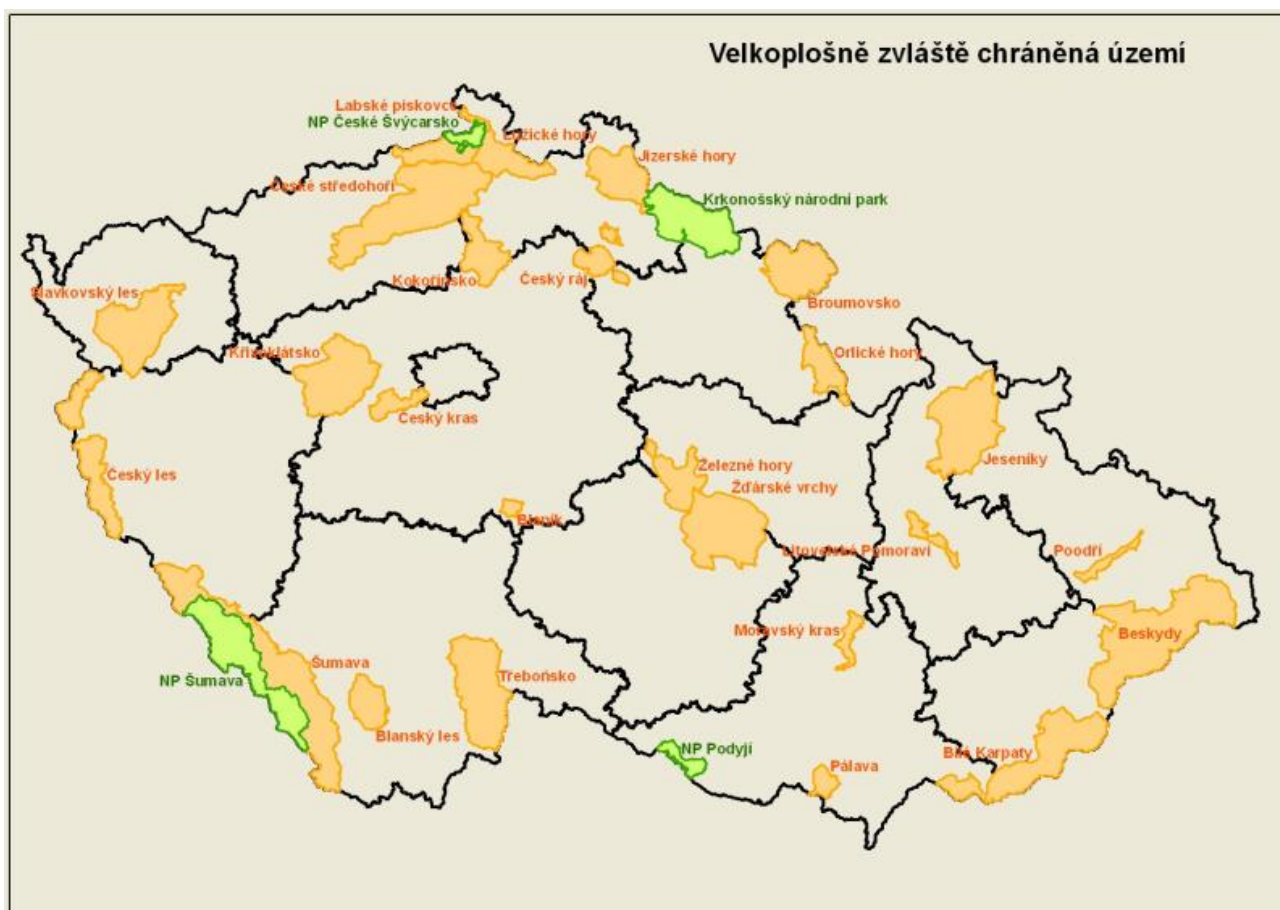 Velkoplošně zvláště chráněná území
Labské pískovce
NP České Švýcarsko
Lužické hory
Jizerské hory
České středohoří
Krkonošský národní park
Kokořínsko
Český ráj
Slavkovský les
Broumovsko
Křivoklátsko
Orlické hory
Český kras
Český les
Železné hory
Jeseníky
Žďárské vrchy
Blaník
Litovelské Pomoraví
Poodří
Moravský kras
Beskydy
Šumava
NP Šumava
Třeboňsko
Blanský les
NP Podyjí
Bílé Karpaty
Pálava